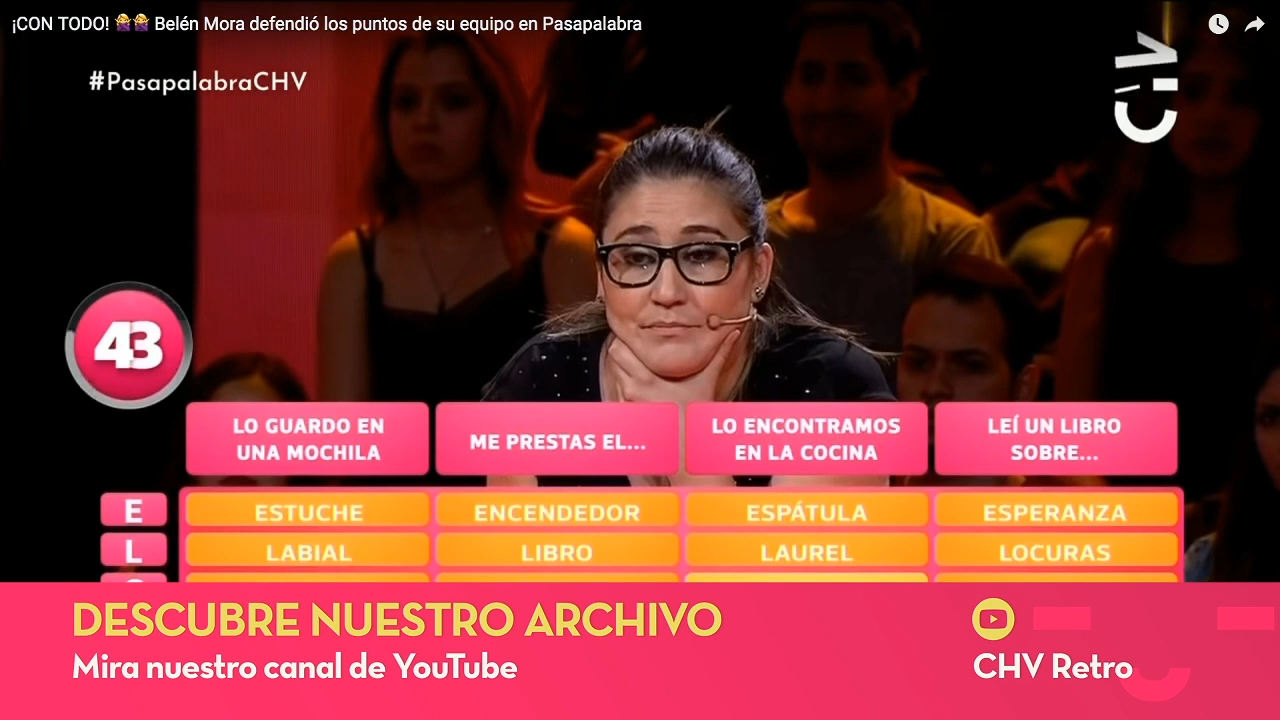 ¡CON TODO! 🙅‍♀️🙅‍♀️ Belén Mora defendió los puntos de su equipo en Pasapalabra
#PasapalabraCHV
CHV
43
LO GUARDO EN
UNA MOCHILA
ME PRESTAS EL...
LO ENCONTRAMOS
EN LA COCINA
LEÍ UN LIBRO
SOBRE...
E
ESTUCHE
ENCENDEDOR
ESPÁTULA
ESPERANZA
L
LABIAL
LIBRO
LAUREL
LOCURAS
DESCUBRE NUESTRO ARCHIVO
Mira nuestro canal de YouTube
CHV Retro